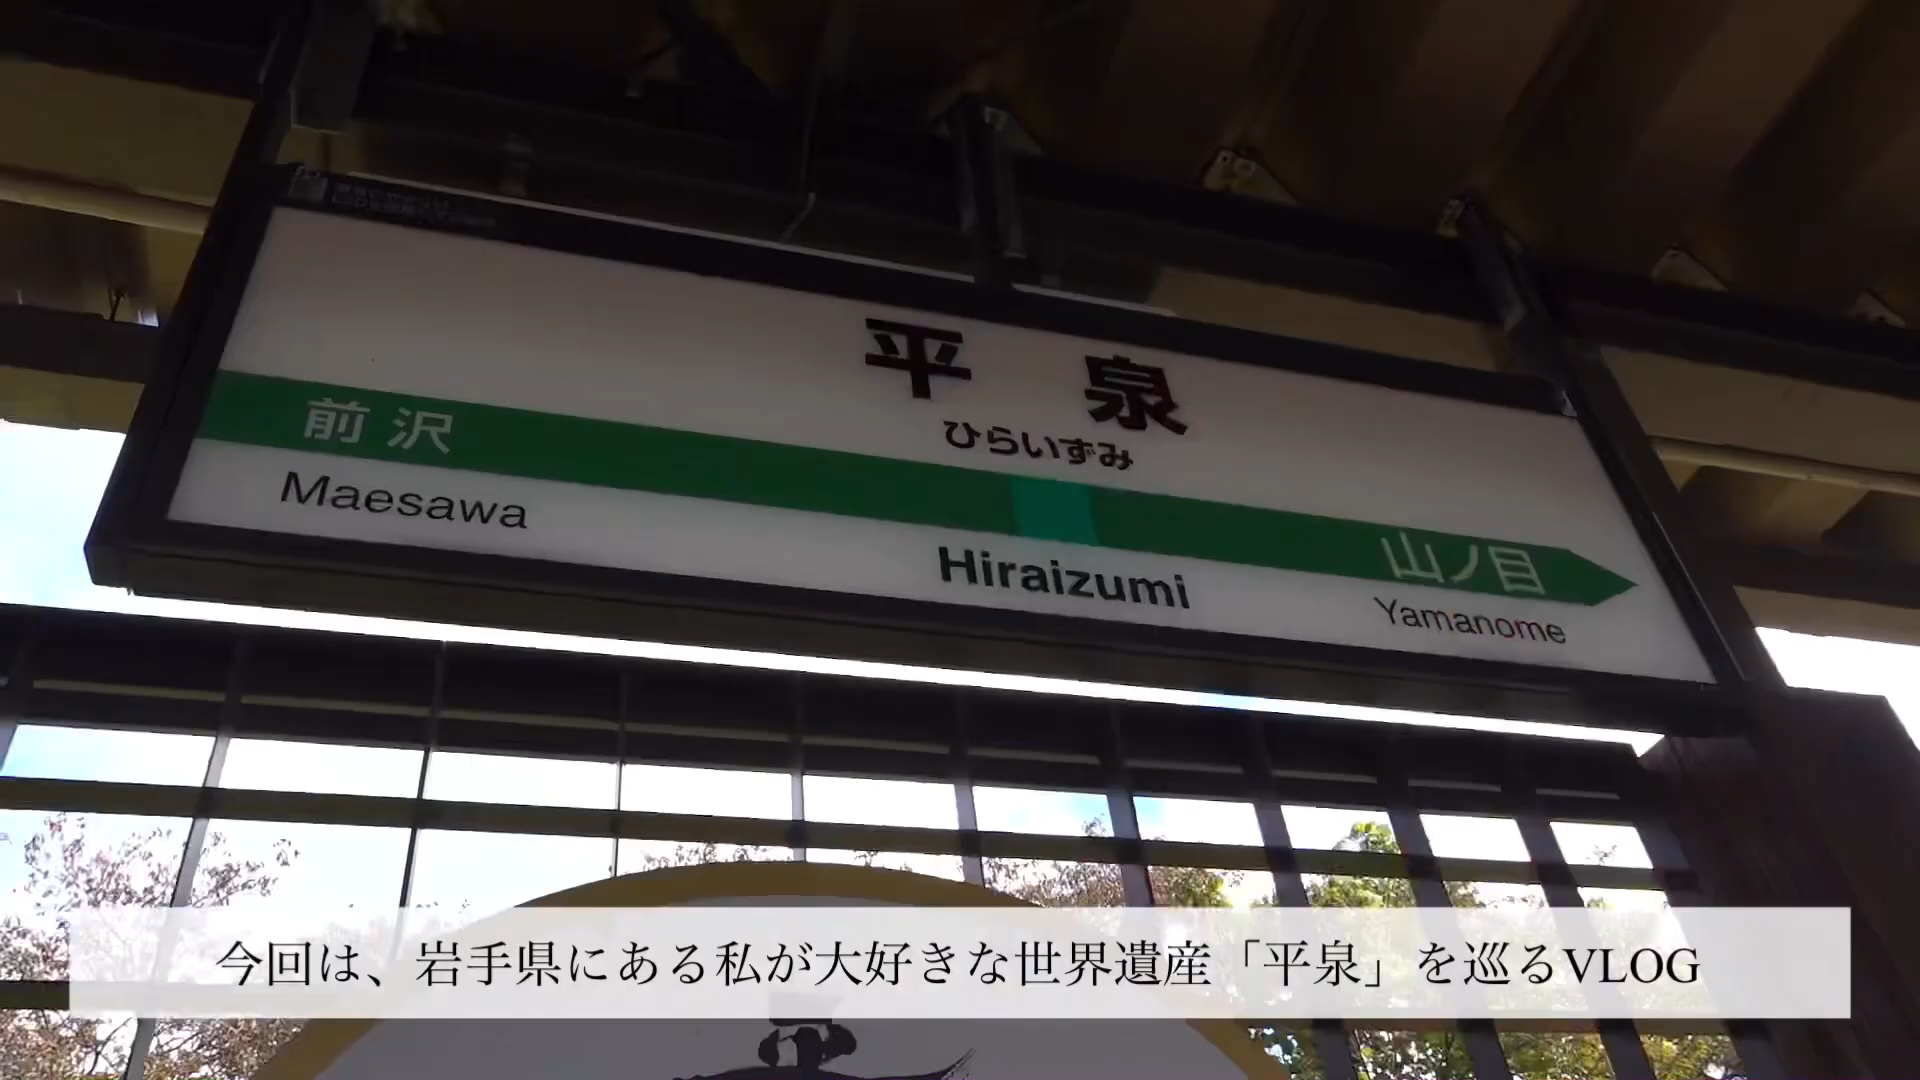 平泉
ひらいずみ
前沢
Maesawa
Hiraizumi
山ノ目
Yamanome
今回は、岩手県にある私が大好きな世界遺産「平泉」を巡るVLOG